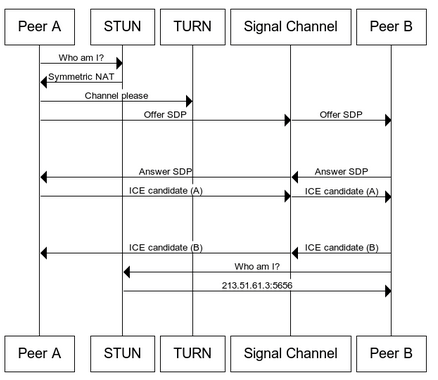 Peer A STUN TURN Signal Channel Peer B
Who am I?
Symmetric NAT
Channel please
Offer SDP Offer SDP
Answer SDP Answer SDP
ICE candidate (A) ICE candidate (A)
ICE candidate (B) ICE candidate (B)
Who am I?
213.51.61.3:5656
Peer A STUN TURN Signal Channel Peer B